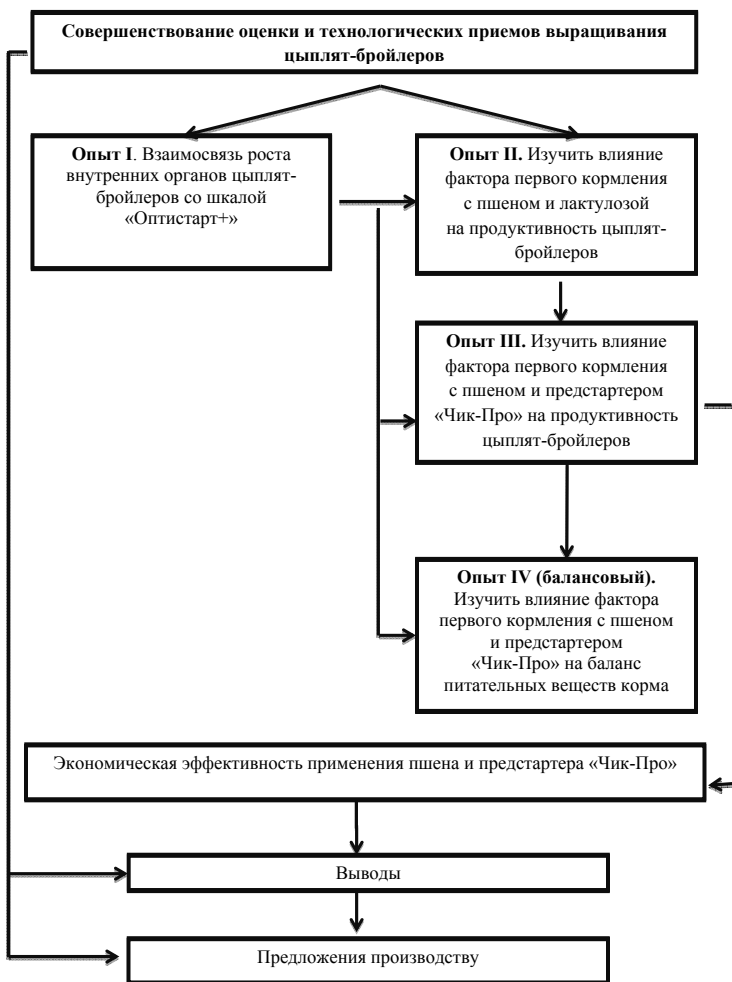 Совершенствование оценки и технологических приемов выращивания
цыплят-бройлеров
Опыт I. Взаимосвязь роста
внутренних органов цыплят-
бройлеров со шкалой
«Оптистарт+»
Опыт II. Изучить влияние
фактора первого кормления
с пшеном и лактулозой
на продуктивность цыплят-
бройлеров
Опыт III. Изучить влияние
фактора первого кормления
с пшеном и предстартером
«Чик-Про» на продуктивность
цыплят-бройлеров
Опыт IV (балансовый).
Изучить влияние фактора
первого кормления с пшеном
и предстартером
«Чик-Про» на баланс
питательных веществ корма
Экономическая эффективность применения пшена и предстартера «Чик-Про»
Выводы
Предложения производству